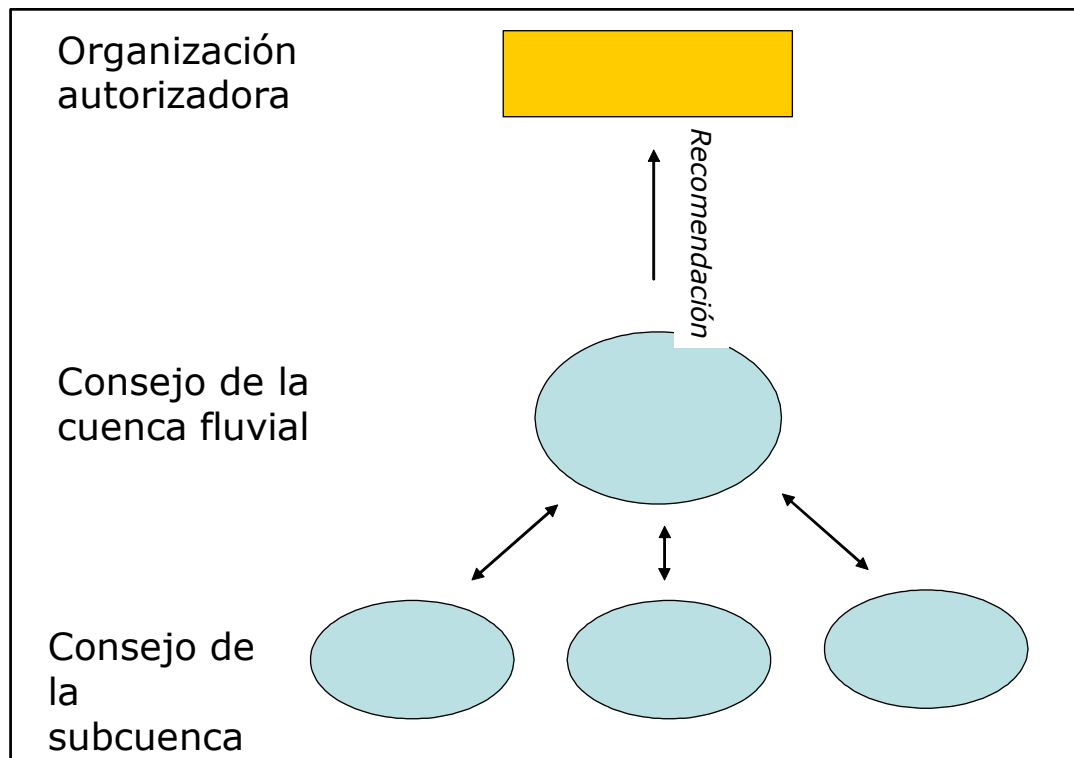 Organización
autorizadora
Recomendación
Consejo de la
cuenca fluvial
Consejo de
la
subcuenca